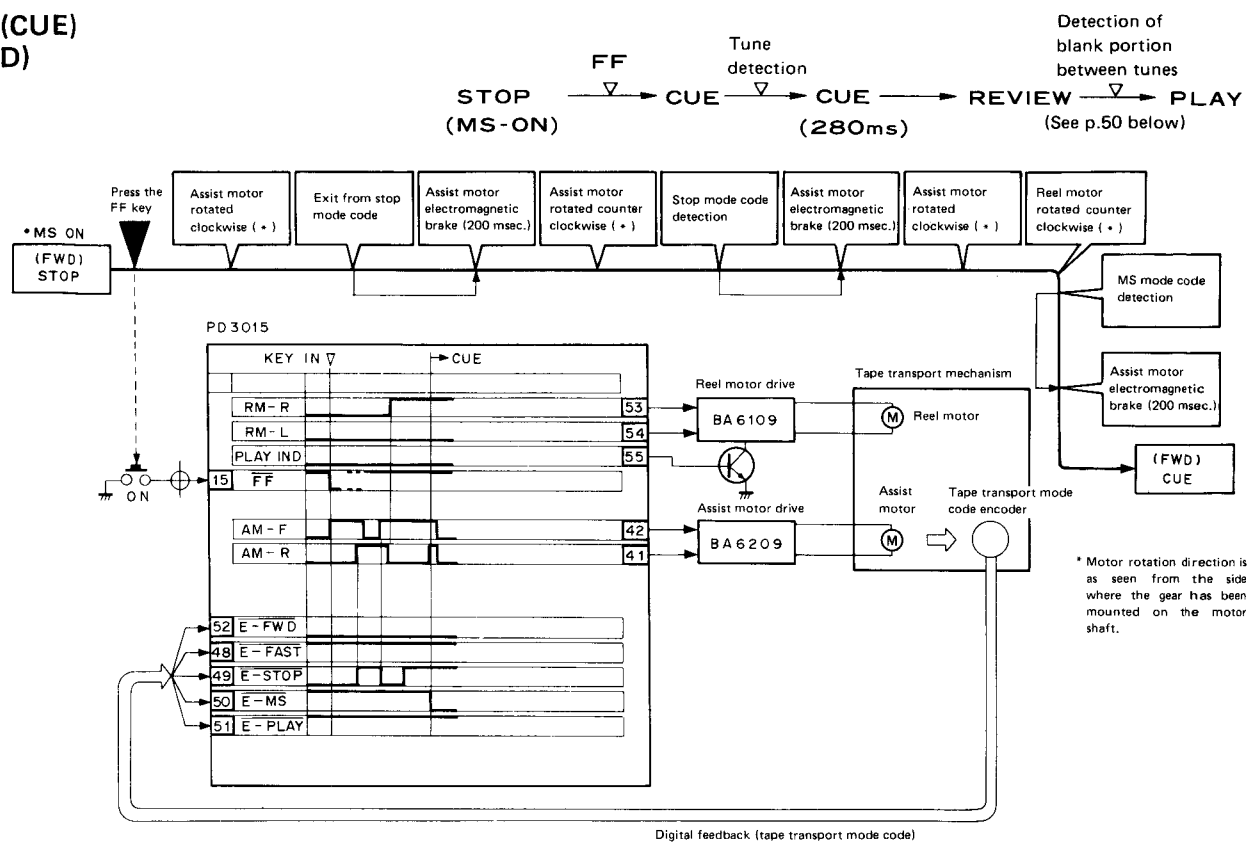 (CUE)
D)
STOP
(MS-ON)
FF
CUE
Tune
detection
CUE
(280ms)
REVIEW
(See p.50 below)
Detection of
blank portion
between tunes
PLAY
* MS ON
(FWD)
STOP
Press the
FF key
Assist motor
rotated
clockwise (*)
Exit from stop
mode code
Assist motor
electromagnetic
brake (200 msec.)
Assist motor
rotated counter
clockwise (*)
Stop mode code
detection
Assist motor
electromagnetic
brake (200 msec.)
Assist motor
rotated
clockwise (*)
Reel motor
rotated counter
clockwise (*)
MS mode code
detection
Assist motor
electromagnetic
brake (200 msec.)
(FWD)
CUE
PD3015
KEY IN
CUE
RM-R
53
RM-L
54
PLAY IND
55
ON
15
FF
AM-F
42
AM-R
41
52 E-FWD
48 E-FAST
49 E-STOP
50 E-MS
51 E-PLAY
Reel motor drive
BA6109
Assist motor drive
BA6209
Tape transport mechanism
M
Reel motor
Assist
motor
M
Tape transport mode
code encoder
* Motor rotation direction is
as seen from the side
where the gear has been
mounted on the motor
shaft.
Digital feedback (tape transport mode code)